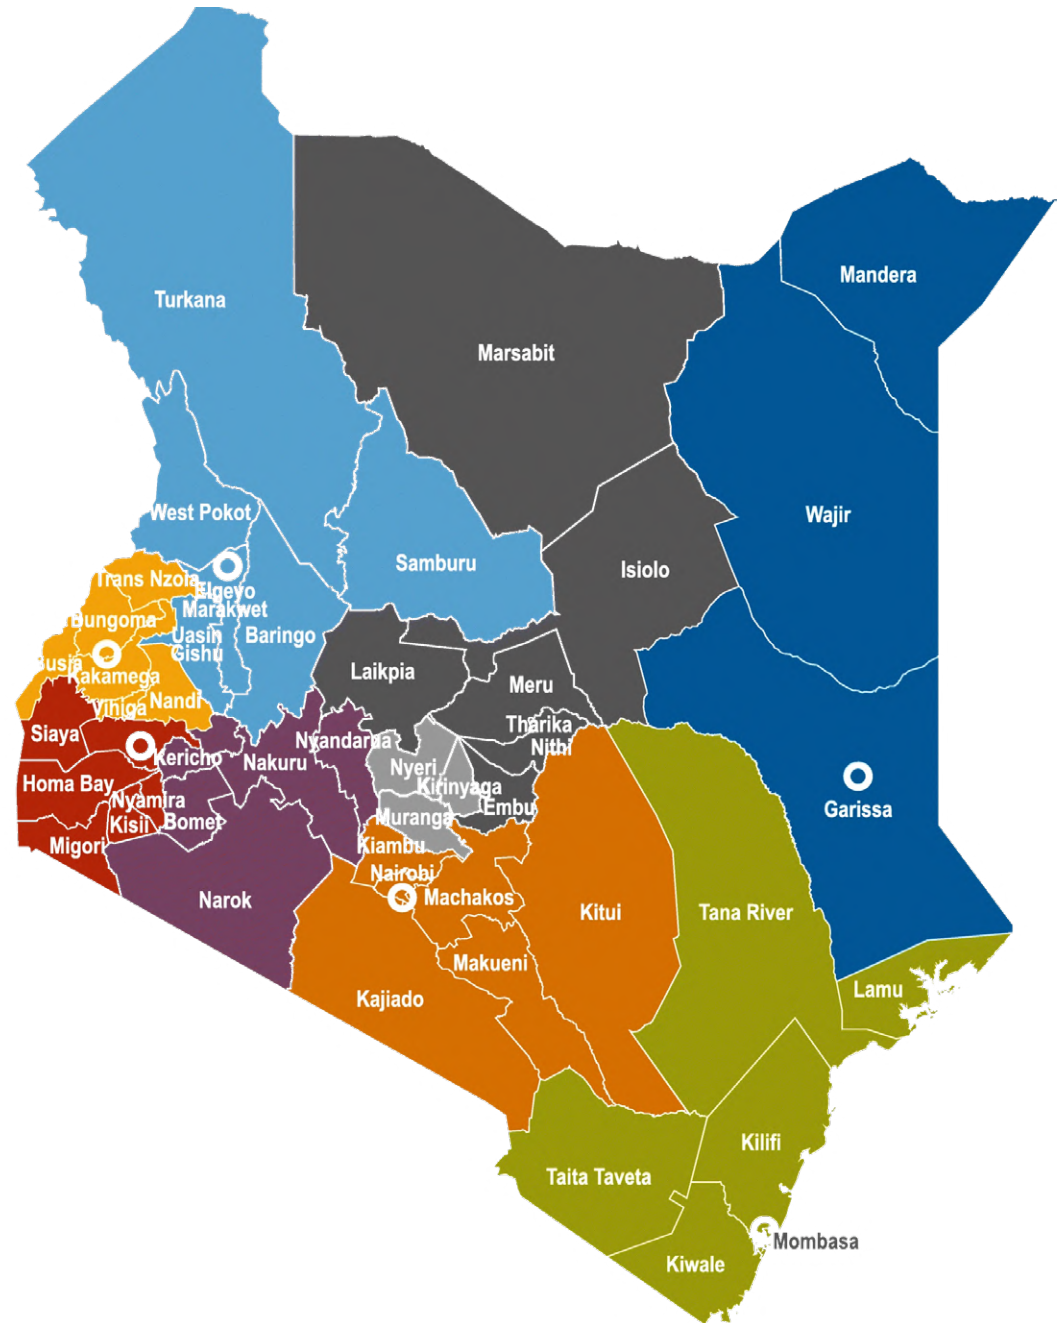 Mandera
Turkana
Marsabit
West Pokot
Wajir
Samburu
Isiolo
Trans Nzoia
Elgeyo
Marakwet
Bungoma
Uasin
Gishu
Baringo
Busia
Kakamega
Laikpia
Meru
Nandi
Vihiga
Tharika
Nithi
Siaya
Nyandarua
Kericho
Nakuru
Nyeri
Homa Bay
Kirinyaga
Nyamira
Embu
Garissa
Kisii
Bomet
Muranga
Migori
Kiambu
Nairobi
Narok
Machakos
Kitui
Tana River
Makueni
Lamu
Kajiado
Kilifi
Taita Taveta
Mombasa
Kiwale